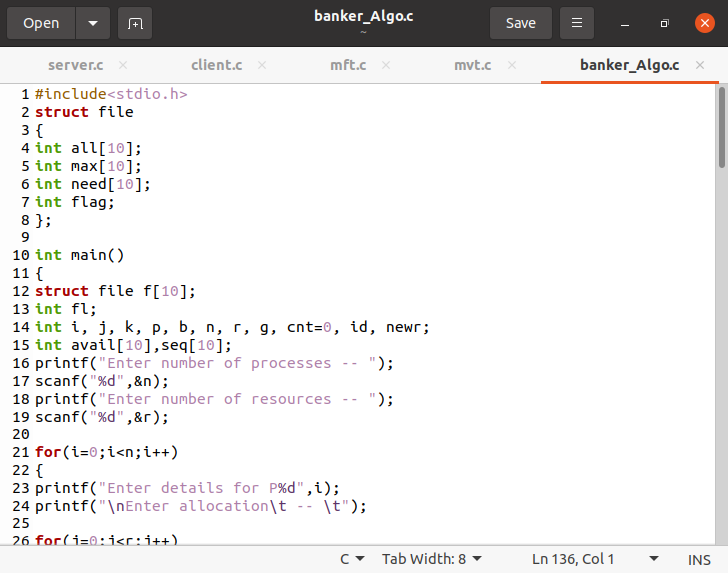 Open banker_Algo.c Save
~
server.c × client.c × mft.c × mvt.c × banker_Algo.c ×
1 #include<stdio.h>
2 struct file
3 {
4 int all[10];
5 int max[10];
6 int need[10];
7 int flag;
8 };
9
10 int main()
11 {
12 struct file f[10];
13 int fl;
14 int i, j, k, p, b, n, r, g, cnt=0, id, newr;
15 int avail[10],seq[10];
16 printf("Enter number of processes -- ");
17 scanf("%d",&n);
18 printf("Enter number of resources -- ");
19 scanf("%d",&r);
20
21 for(i=0;i<n;i++)
22 {
23 printf("Enter details for P%d",i);
24 printf("\nEnter allocation\t -- \t");
25
26 for(j=0;j<r;j++)
C Tab Width: 8 Ln 136, Col 1 INS